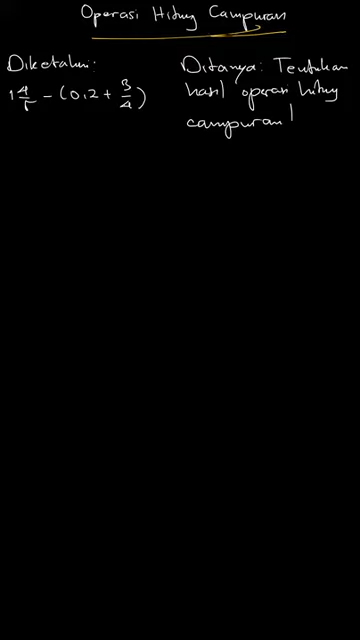 Operasi Hitung Campuran
Diketahui:
1 4/5 - (0,2 + 3/4)
Ditanya: Tentukan
hasil operasi hitung
campuran!